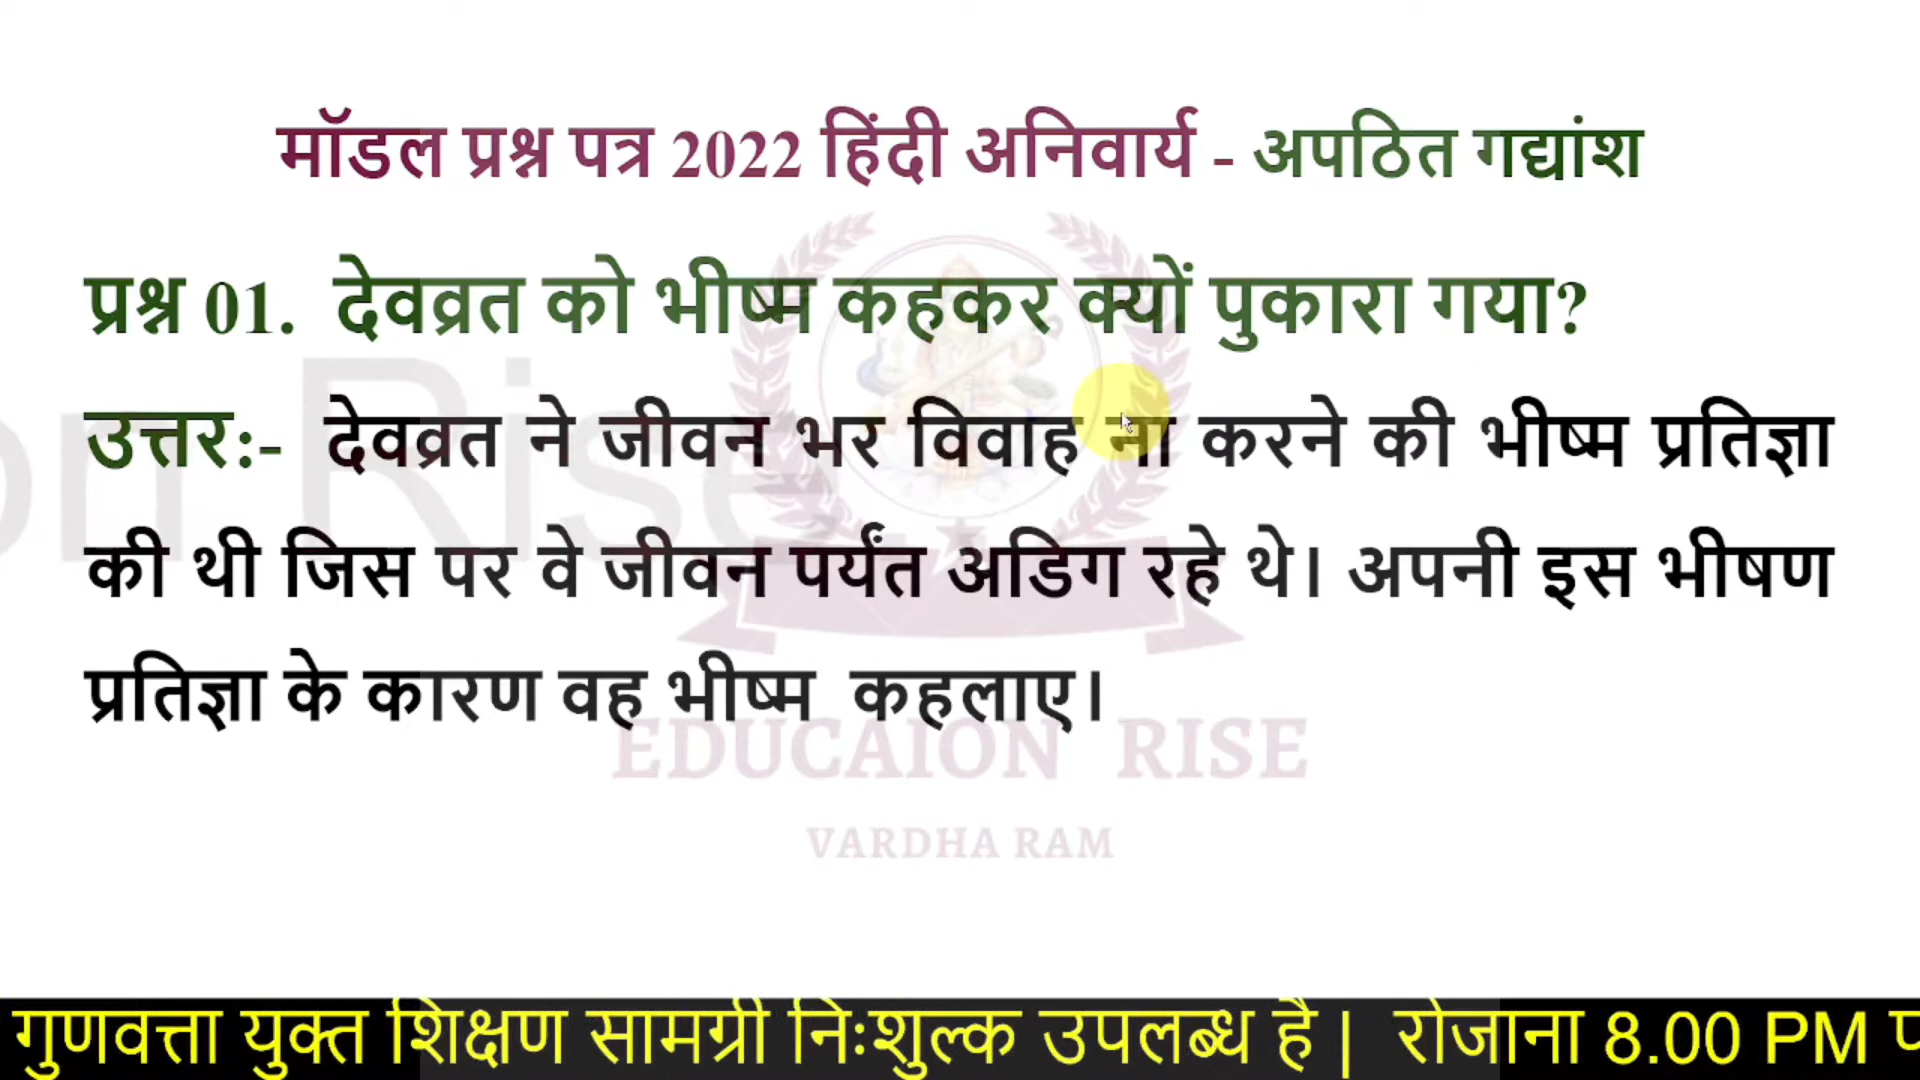 मॉडल प्रश्न पत्र 2022 हिंदी अनिवार्य - अपठित गद्यांश
प्रश्न 01. देवव्रत को भीष्म कहकर क्यों पुकारा गया?
उत्तर:- देवव्रत ने जीवन भर विवाह ना करने की भीष्म प्रतिज्ञा
की थी जिस पर वे जीवन पर्यंत अडिग रहे थे। अपनी इस भीषण
प्रतिज्ञा के कारण वह भीष्म कहलाए।
on Rise
EDUCAION RISE
VARDHA RAM
गुणवत्ता युक्त शिक्षण सामग्री निःशुल्क उपलब्ध है | रोजाना 8.00 PM